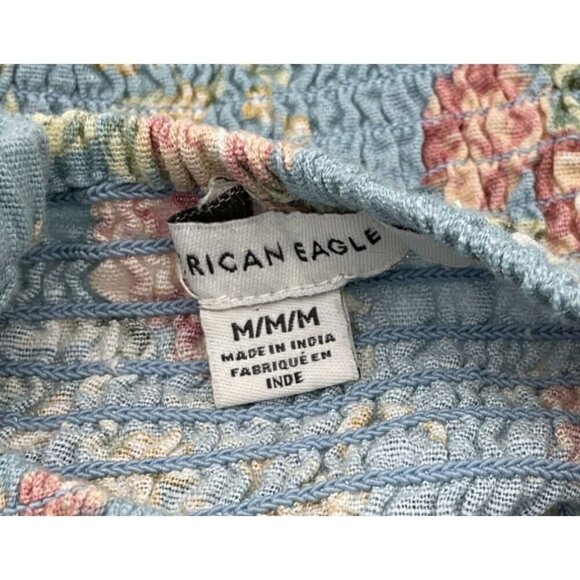 RICAN EAGLE
M/M/M
MADE IN INDIA
FABRIQUÉ EN
INDE